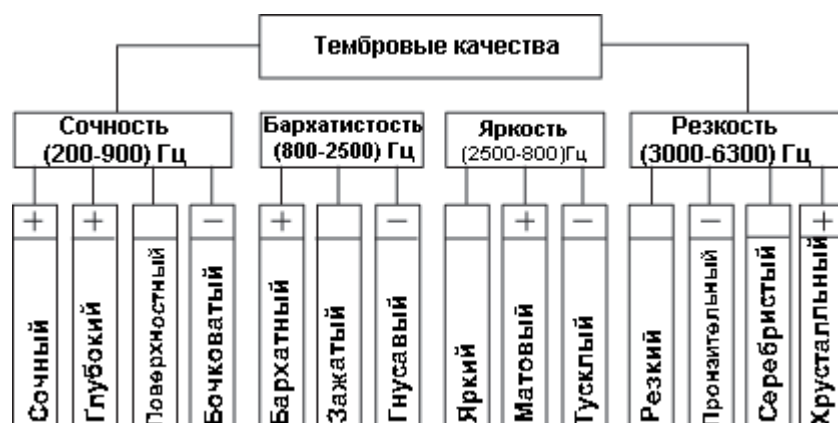 Тембровые качества
Сочность
(200-900) Гц
Бархатистость
(800-2500) Гц
Яркость
(2500-800)Гц
Резкость
(3000-6300) Гц
+
+
−
+
−
+
−
−
+
Сочный
Глубокий
Поверхностный
Бочковатый
Бархатный
Зажатый
Гнусавый
Яркий
Матовый
Тусклый
Резкий
Пронзительный
Серебристый
Хрустальный